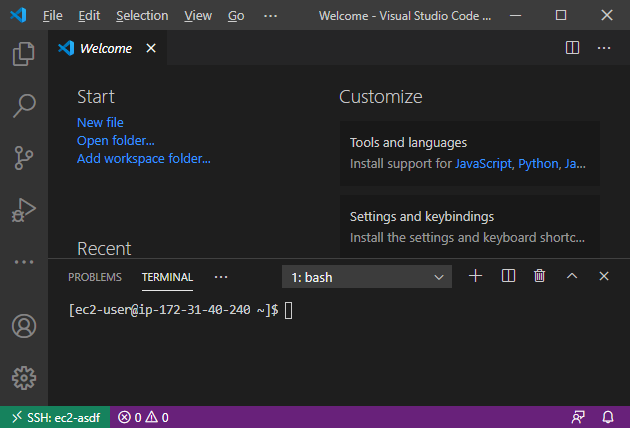 File Edit Selection View Go ··· Welcome - Visual Studio Code ...
Welcome
Start
New file
Open folder...
Add workspace folder...
Recent
Customize
Tools and languages
Install support for JavaScript, Python, Ja...
Settings and keybindings
Install the settings and keyboard shortc...
PROBLEMS TERMINAL ··· 1: bash
[ec2-user@ip-172-31-40-240 ~]$
SSH: ec2-asdf 0 0